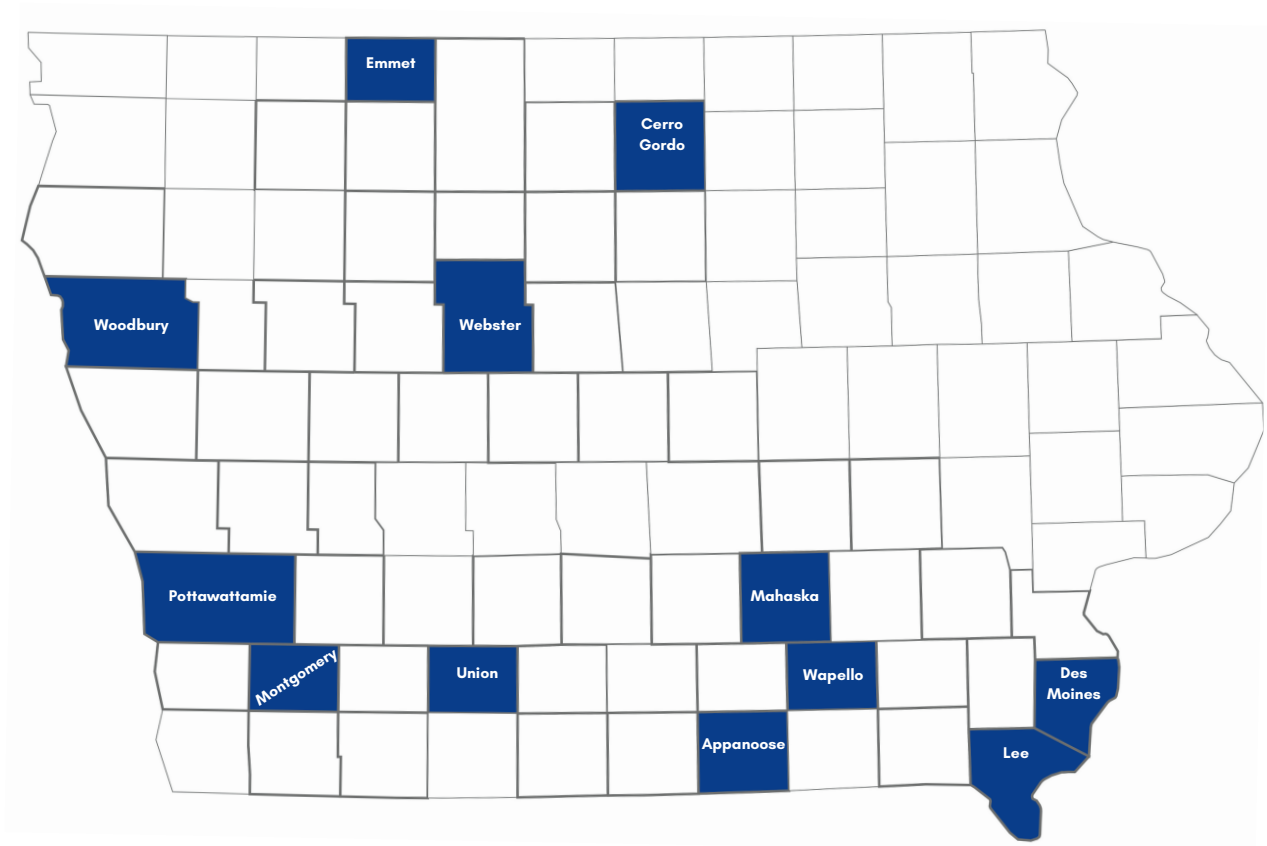 Emmet
Cerro
Gordo
Woodbury
Webster
Pottawattamie
Mahaska
Montgomery
Union
Wapello
Des
Moines
Appanoose
Lee